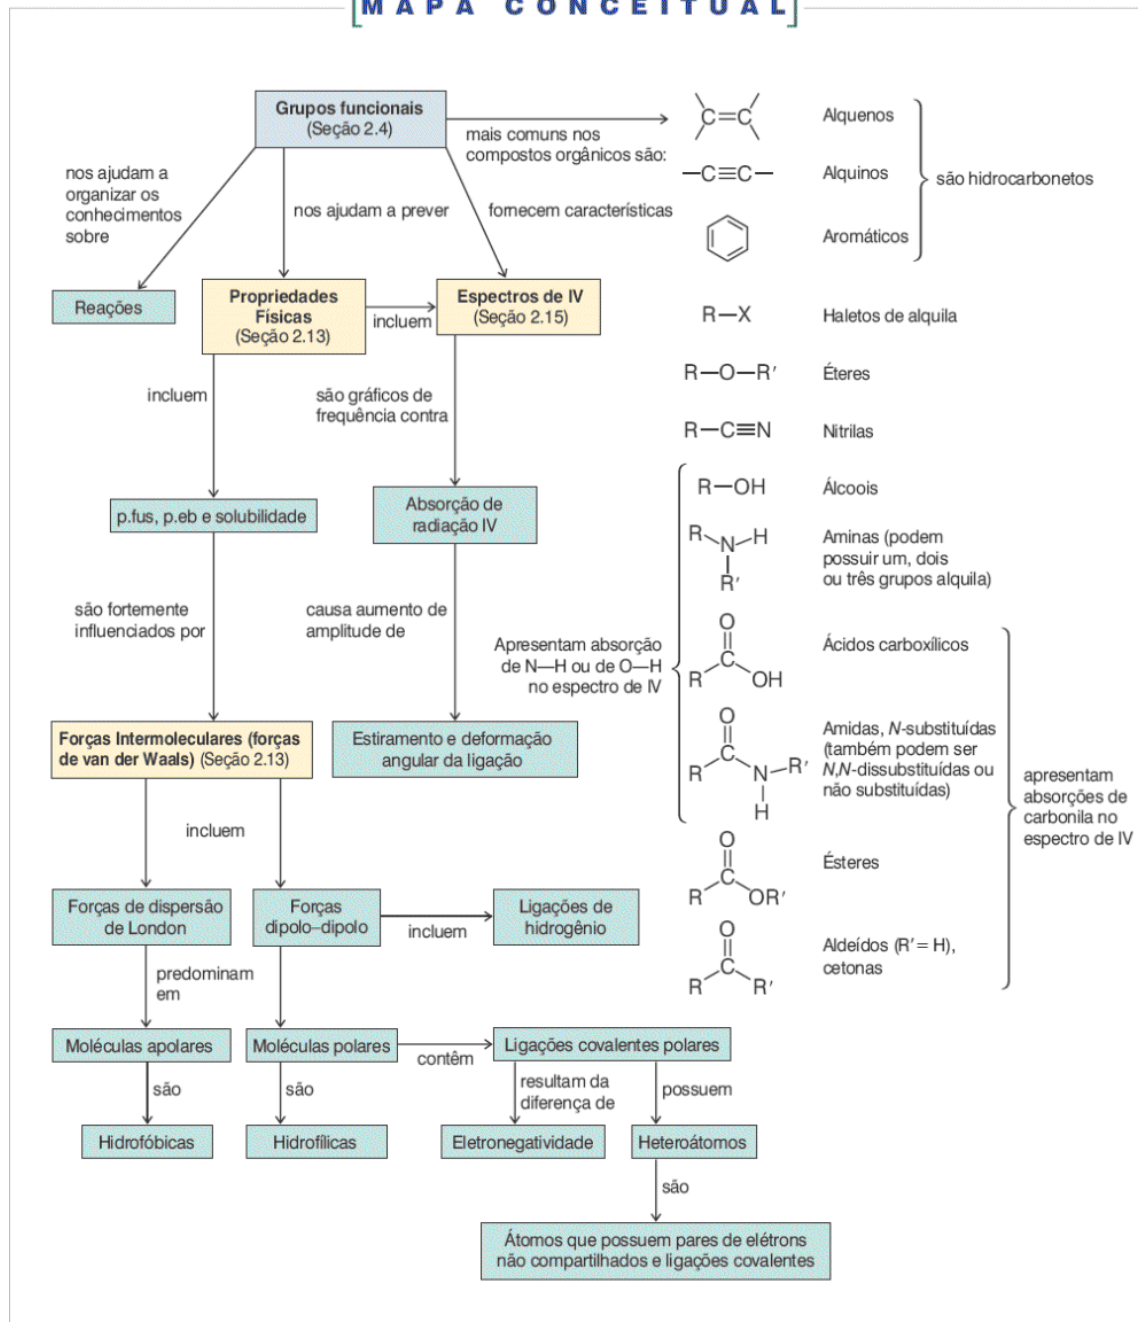 [MAPA CONCEITUAL]
Grupos funcionais
(Seção 2.4)
mais comuns nos
compostos orgânicos são:
nos ajudam a
organizar os
conhecimentos
sobre
nos ajudam a prever
fornecem características
Reações
Propriedades
Físicas
(Seção 2.13)
incluem
Espectros de IV
(Seção 2.15)
incluem
são gráficos de
frequência contra
p.fus, p.eb e solubilidade
Absorção de
radiação IV
são fortemente
influenciados por
causa aumento de
amplitude de
Forças Intermoleculares (forças
de van der Waals) (Seção 2.13)
Estiramento e deformação
angular da ligação
incluem
Forças de dispersão
de London
Forças
dipolo–dipolo
incluem
Ligações de
hidrogênio
predominam
em
Moléculas apolares
Moléculas polares
contêm
Ligações covalentes polares
são
são
resultam da
diferença de
possuem
Hidrofóbicas
Hidrofílicas
Eletronegatividade
Heteroátomos
são
Átomos que possuem pares de elétrons
não compartilhados e ligações covalentes
C=C
Alquenos
—C≡C—
Alquinos
Aromáticos
são hidrocarbonetos
R—X
Haletos de alquila
R—O—R′
Éteres
R—C≡N
Nitrilas
Apresentam absorção
de N—H ou de O—H
no espectro de IV
R—OH
Álcoois
R N—H
R′
Aminas (podem
possuir um, dois
ou três grupos alquila)
O
C
R OH
Ácidos carboxílicos
O
C
R N—R′
H
Amidas, N-substituídas
(também podem ser
N,N-dissubstituídas ou
não substituídas)
O
C
R OR′
Ésteres
O
C
R R′
Aldeídos (R′ = H),
cetonas
apresentam
absorções de
carbonila no
espectro de IV